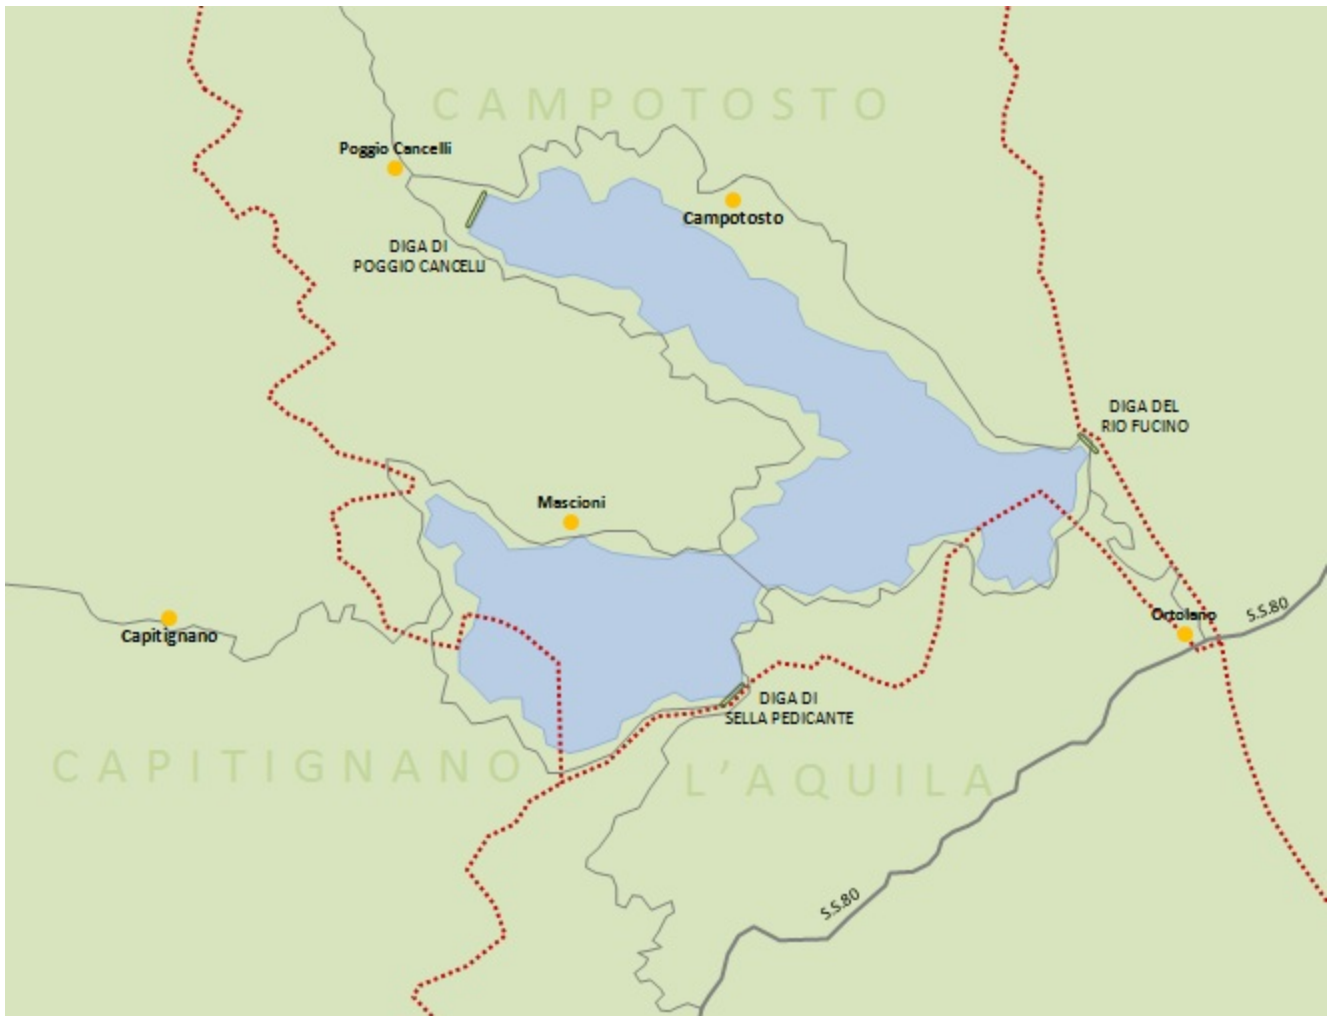 CAMPOTOSTO
Poggio Cancelli
Campotosto
DIGA DI
POGGIO CANCELLI
DIGA DEL
RIO FUCINO
Mascioni
S.S.80
Ortolano
Capitignano
DIGA DI
SELLA PEDICANTE
CAPITIGNANO
L'AQUILA
S.S.80